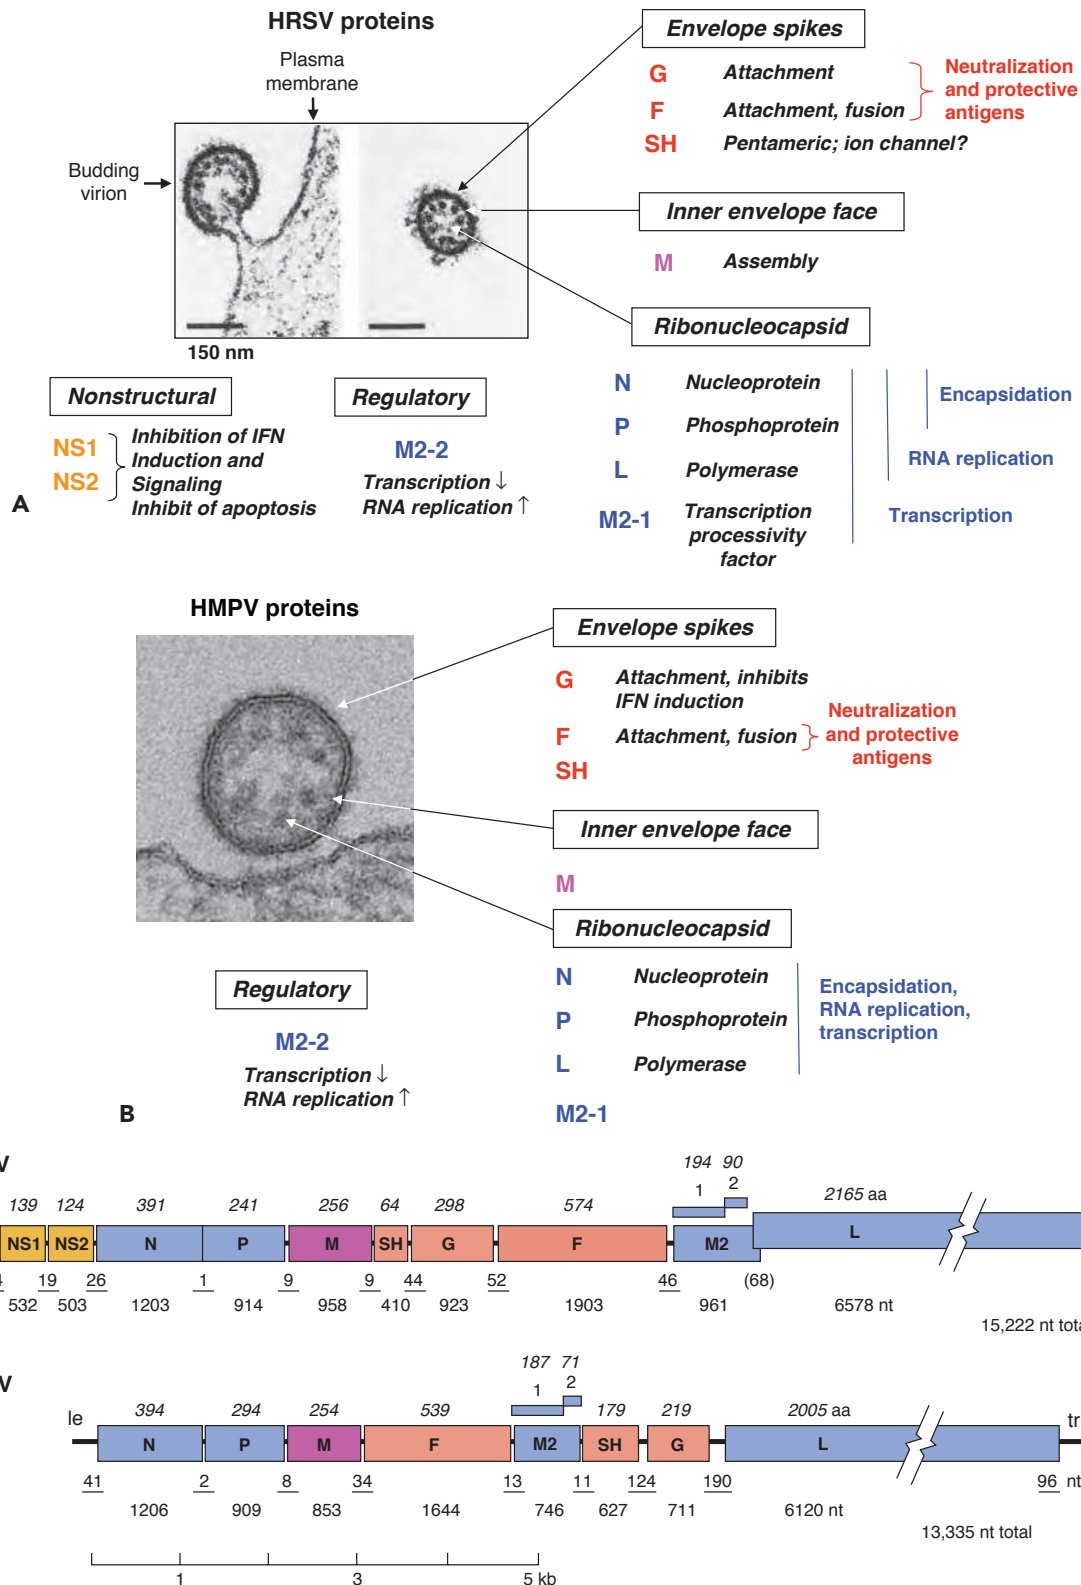 HRSV proteins
Plasma
membrane
Budding
virion
150 nm
Envelope spikes
G Attachment
F Attachment, fusion
SH Pentameric; ion channel?
Neutralization
and protective
antigens
Inner envelope face
M Assembly
Ribonucleocapsid
N Nucleoprotein
P Phosphoprotein
L Polymerase
M2-1 Transcription
processivity
factor
Encapsidation
RNA replication
Transcription
Nonstructural
NS1
NS2
Inhibition of IFN
Induction and
Signaling
Inhibit of apoptosis
Regulatory
M2-2
Transcription ↓
RNA replication ↑
A
HMPV proteins
Envelope spikes
G Attachment, inhibits
IFN induction
F Attachment, fusion
SH
Neutralization
and protective
antigens
Inner envelope face
M
Ribonucleocapsid
N Nucleoprotein
P Phosphoprotein
L Polymerase
M2-1
Encapsidation,
RNA replication,
transcription
Regulatory
M2-2
Transcription ↓
RNA replication ↑
B
V
194 90
1 2
139 124 391 241 256 64 298 574 2165 aa
NS1 NS2 N P M SH G F M2 L
4 19 26 1 9 9 44 52 46 (68)
532 503 1203 914 958 410 923 1903 961 6578 nt
15,222 nt total
V
187 71
1 2
le 394 294 254 539 179 219 2005 aa tr
N P M F M2 SH G L
41 2 8 34 13 11 124 190 96 nt
1206 909 853 1644 746 627 711 6120 nt
13,335 nt total
1 3 5 kb